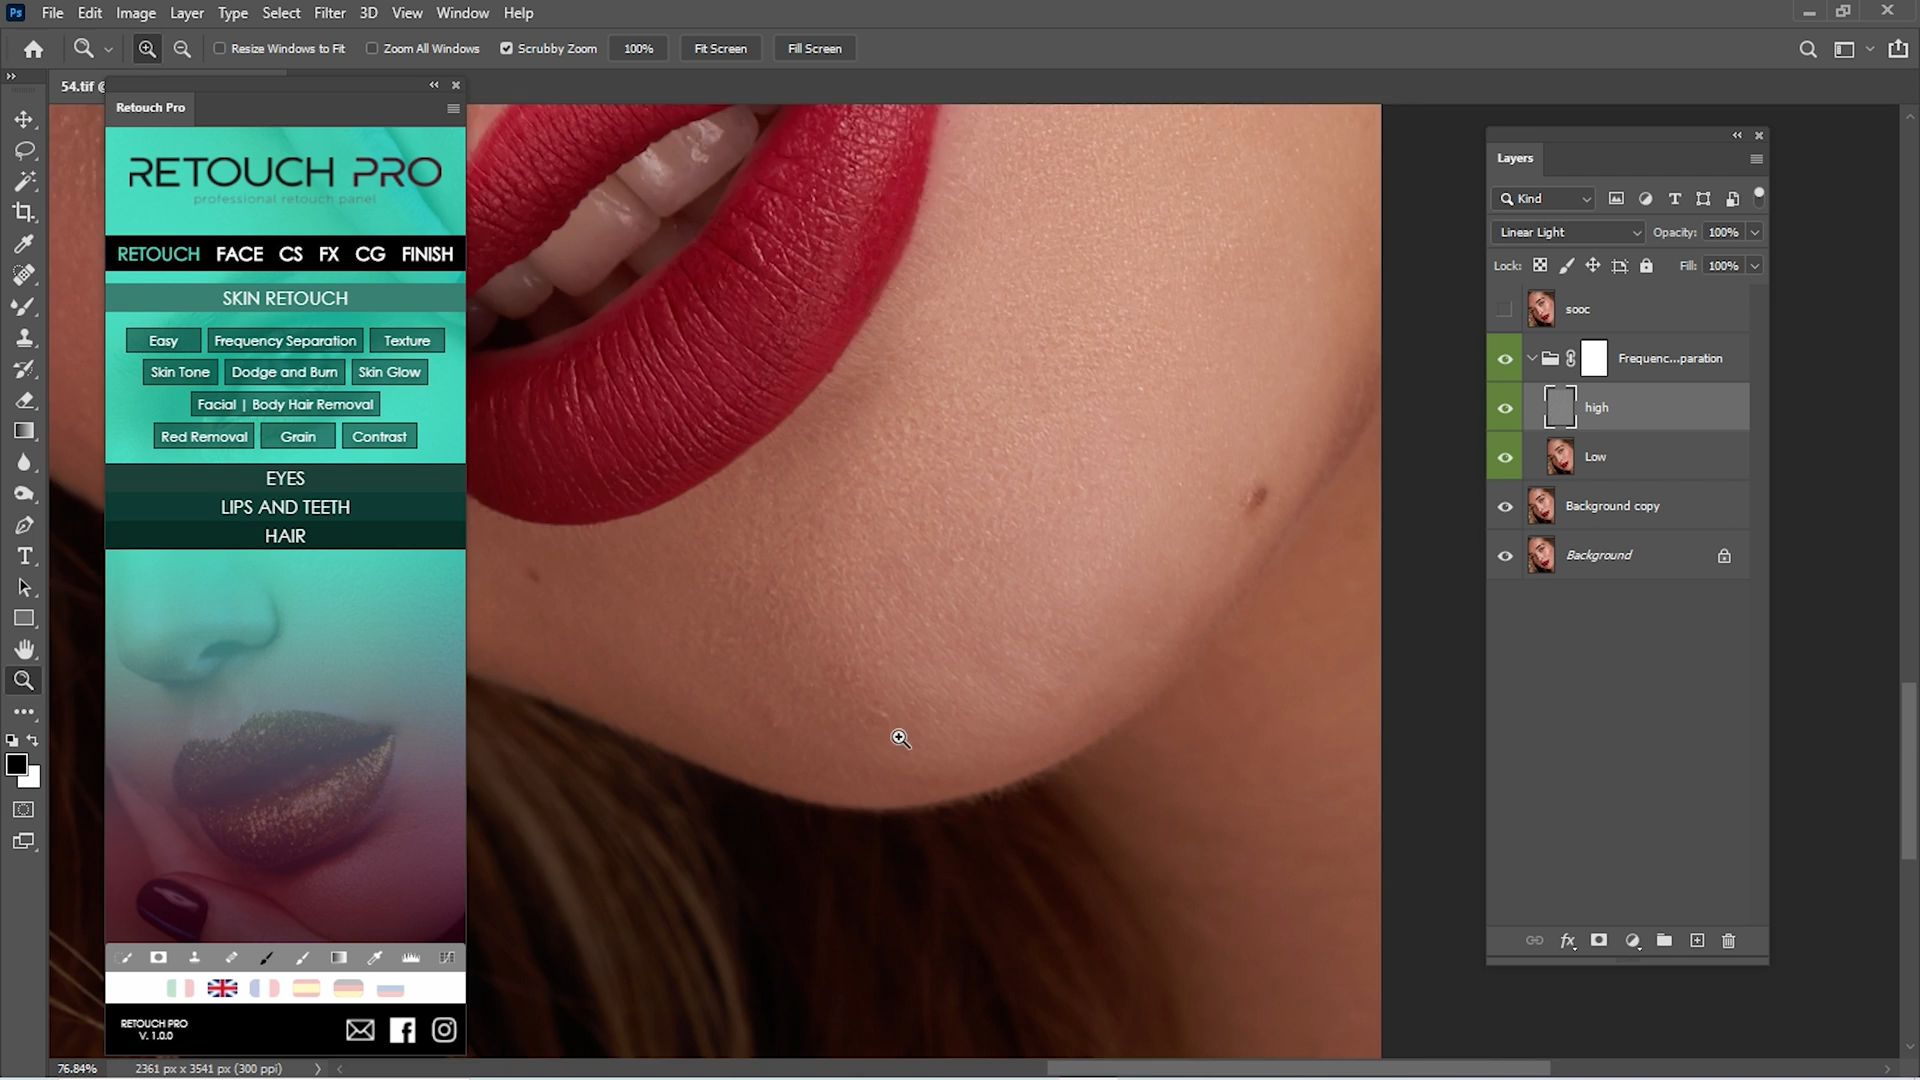 Ps File Edit Image Layer Type Select Filter 3D View Window Help
Resize Windows to Fit Zoom All Windows Scrubby Zoom 100% Fit Screen Fill Screen
54.tif @
Retouch Pro
RETOUCH PRO
professional retouch panel
RETOUCH FACE CS FX CG FINISH
SKIN RETOUCH
Easy Frequency Separation Texture
Skin Tone Dodge and Burn Skin Glow
Facial | Body Hair Removal
Red Removal Grain Contrast
EYES
LIPS AND TEETH
HAIR
RETOUCH PRO
V. 1.0.0
Layers
Kind
Linear Light Opacity: 100%
Lock: Fill: 100%
sooc
Frequenc...paration
high
Low
Background copy
Background
fx
76.84% 2361 px x 3541 px (300 ppi)